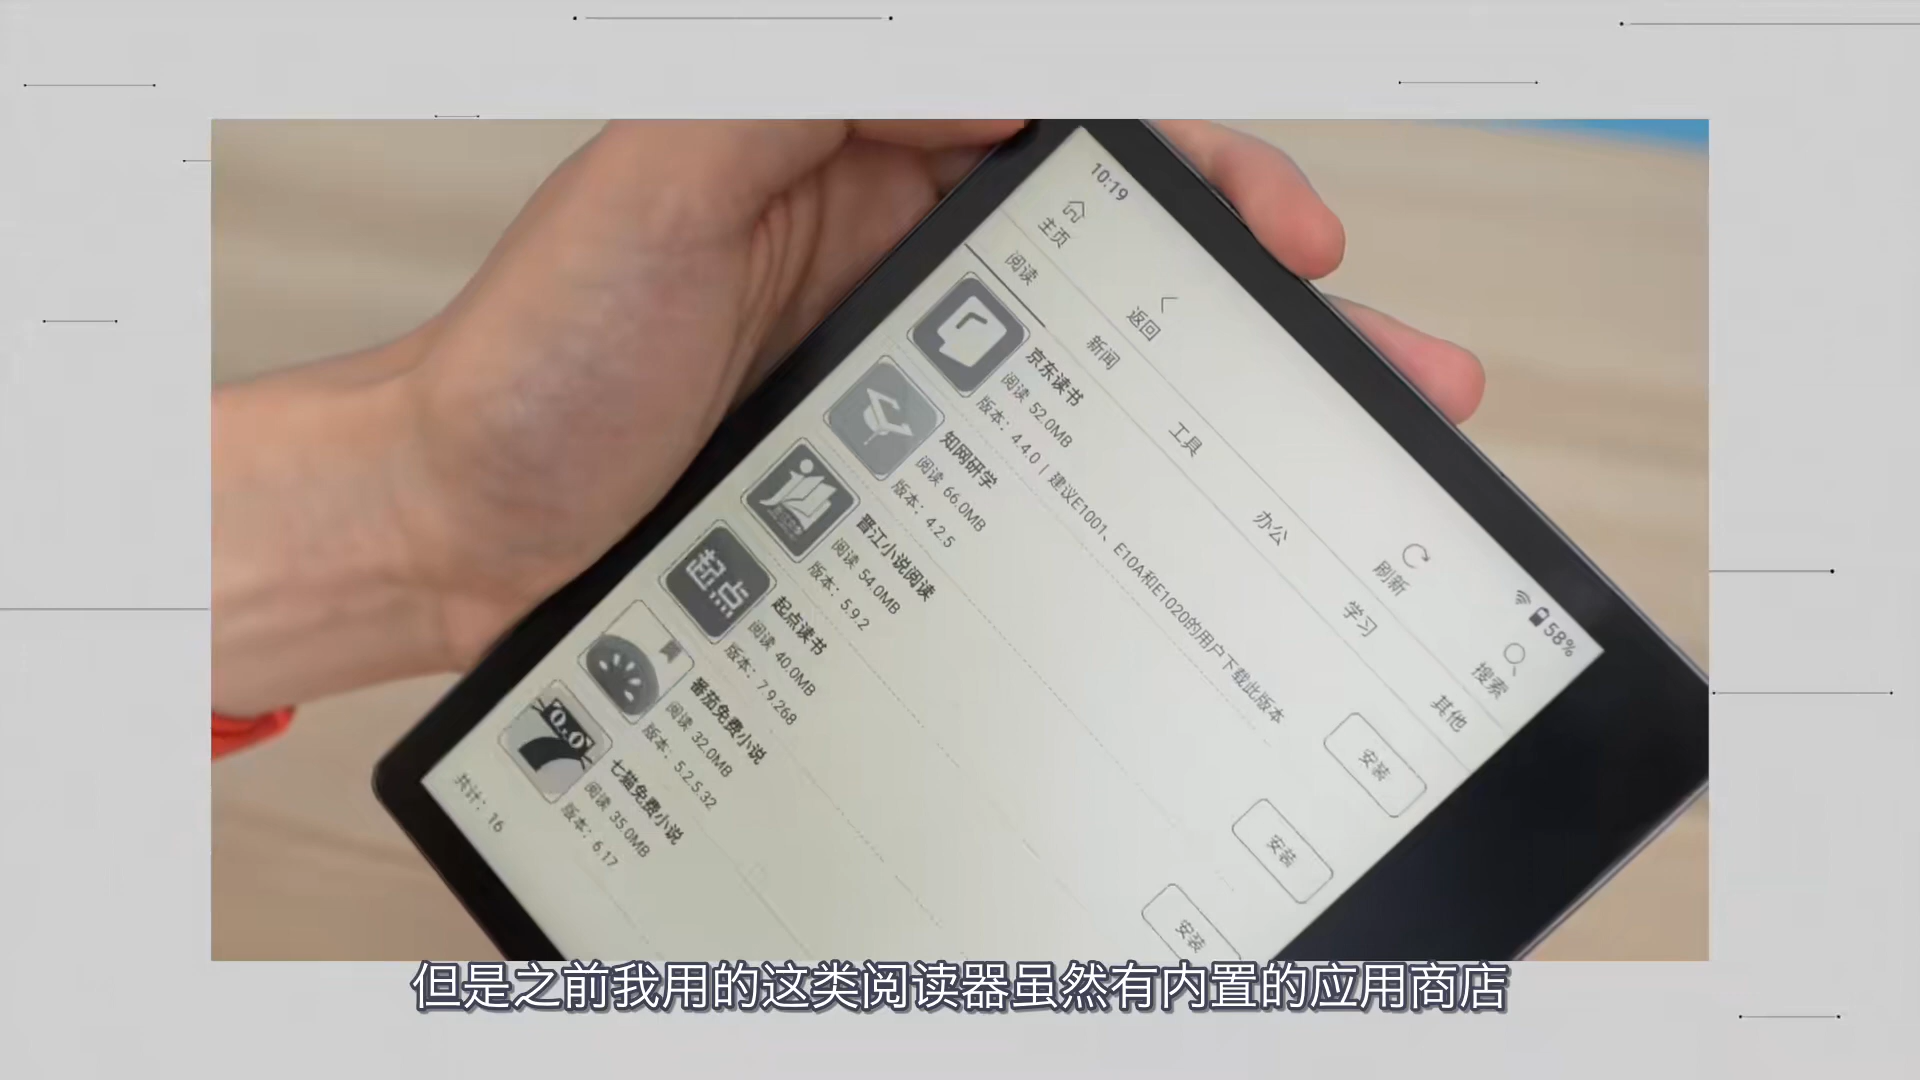 10:19
58%
主页
返回
刷新
搜索
阅读
新闻
工具
办公
学习
其他
京东读书
阅读 52.0MB
版本：4.4.0 | 建议E1001、E10A和E1020的用户下载此版本
安装
知网研学
阅读 66.0MB
版本：4.2.5
安装
晋江小说阅读
阅读 54.0MB
版本：5.9.2
安装
起点
起点读书
阅读 40.0MB
版本：7.9.268
番茄免费小说
阅读 32.0MB
版本：5.2.5.32
七猫免费小说
阅读 35.0MB
版本：6.17
共计：16
但是之前我用的这类阅读器虽然有内置的应用商店